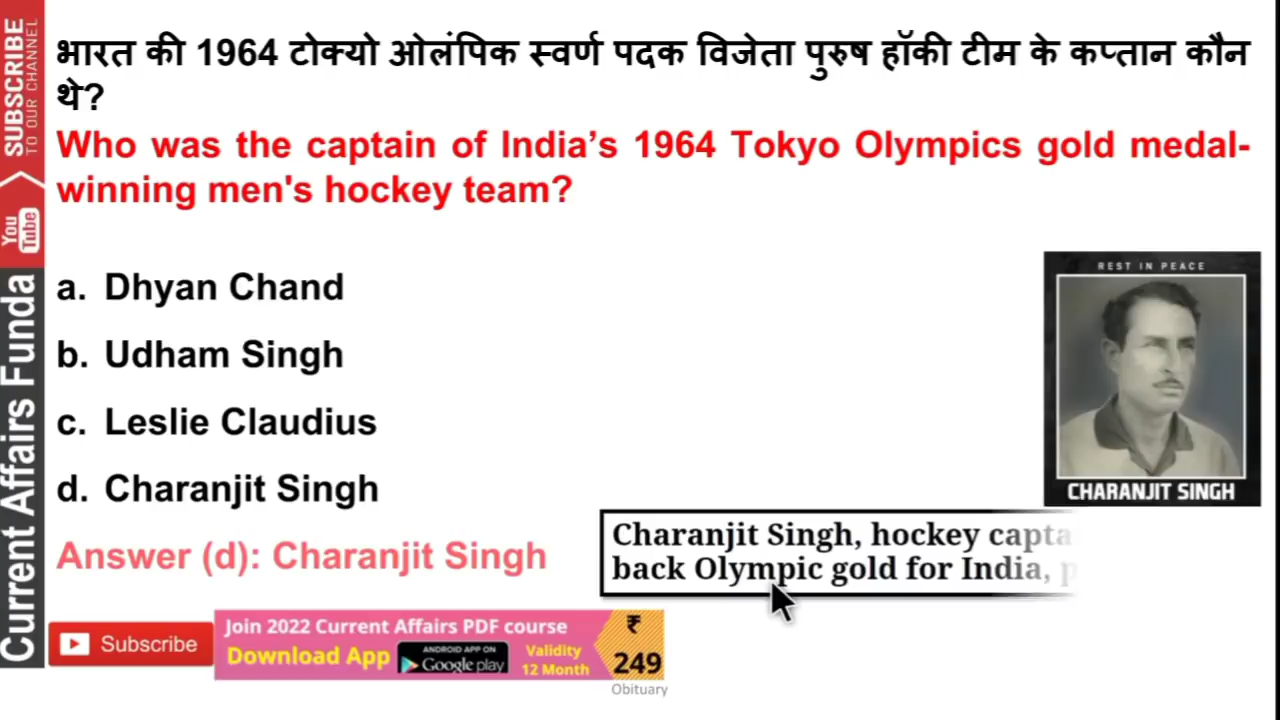 SUBSCRIBE
TO OUR CHANNEL
You
Tube
Current Affairs Funda
भारत की 1964 टोक्यो ओलंपिक स्वर्ण पदक विजेता पुरुष हॉकी टीम के कप्तान कौन
थे?
Who was the captain of India’s 1964 Tokyo Olympics gold medal-
winning men's hockey team?
a. Dhyan Chand
b. Udham Singh
c. Leslie Claudius
d. Charanjit Singh
REST IN PEACE
CHARANJIT SINGH
Answer (d): Charanjit Singh
Charanjit Singh, hockey capta
back Olympic gold for India,
Subscribe
Join 2022 Current Affairs PDF course
Download App
ANDROID APP ON
Google play
Validity
12 Month
₹
249
Obituary